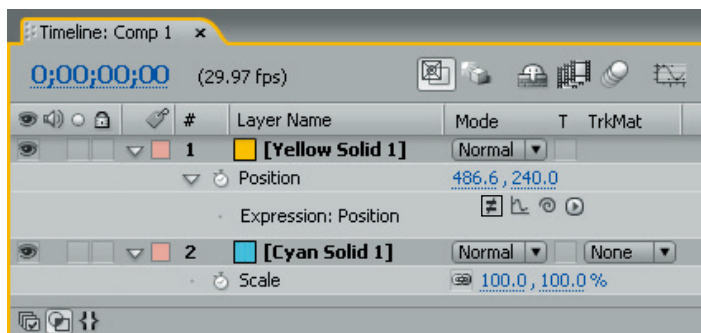 Timeline: Comp 1 x
0;00;00;00 (29.97 fps)
# Layer Name Mode T TrkMat
1 [Yellow Solid 1] Normal
Position 486.6, 240.0
Expression: Position
2 [Cyan Solid 1] Normal None
Scale 100.0, 100.0%